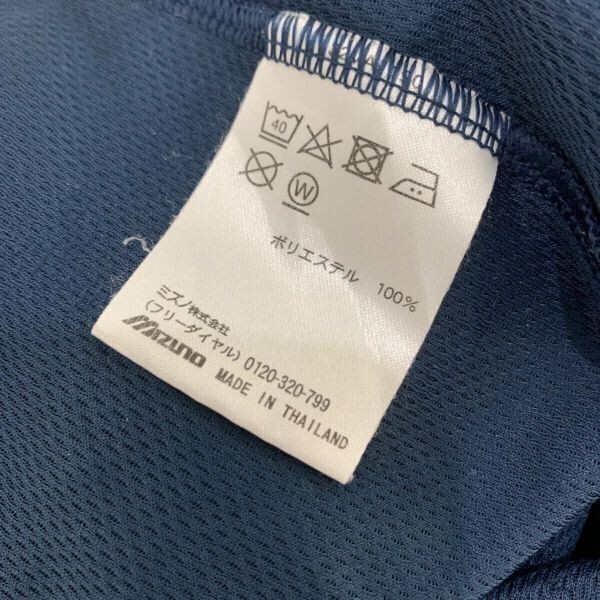 40
W
ポリエステル 100%
ミズノ株式会社
(フリーダイヤル) 0120-320-799
Mizuno MADE IN THAILAND